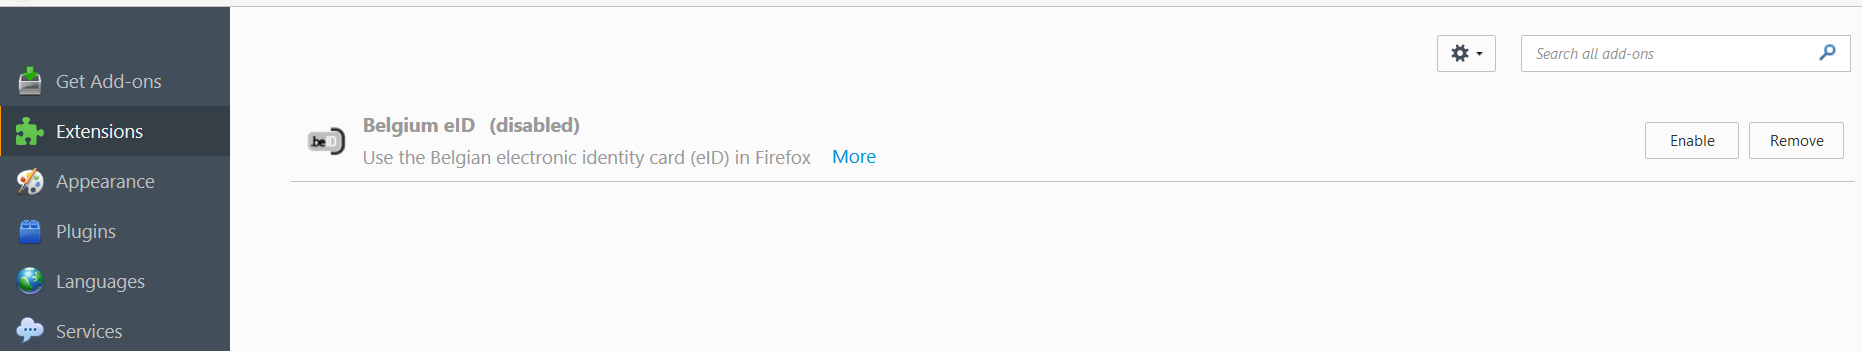 Get Add-ons
Extensions
Appearance
Plugins
Languages
Services
Search all add-ons
.beID
Belgium eID (disabled)
Use the Belgian electronic identity card (eID) in Firefox More
Enable
Remove